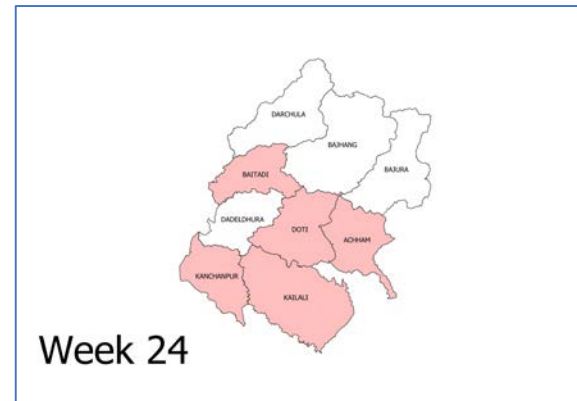 DARCHULA
BAJHANG
BAJURA
BAITADI
DADELDHURA
DOTI
ACHHAM
KANCHANPUR
KAILALI
Week 24